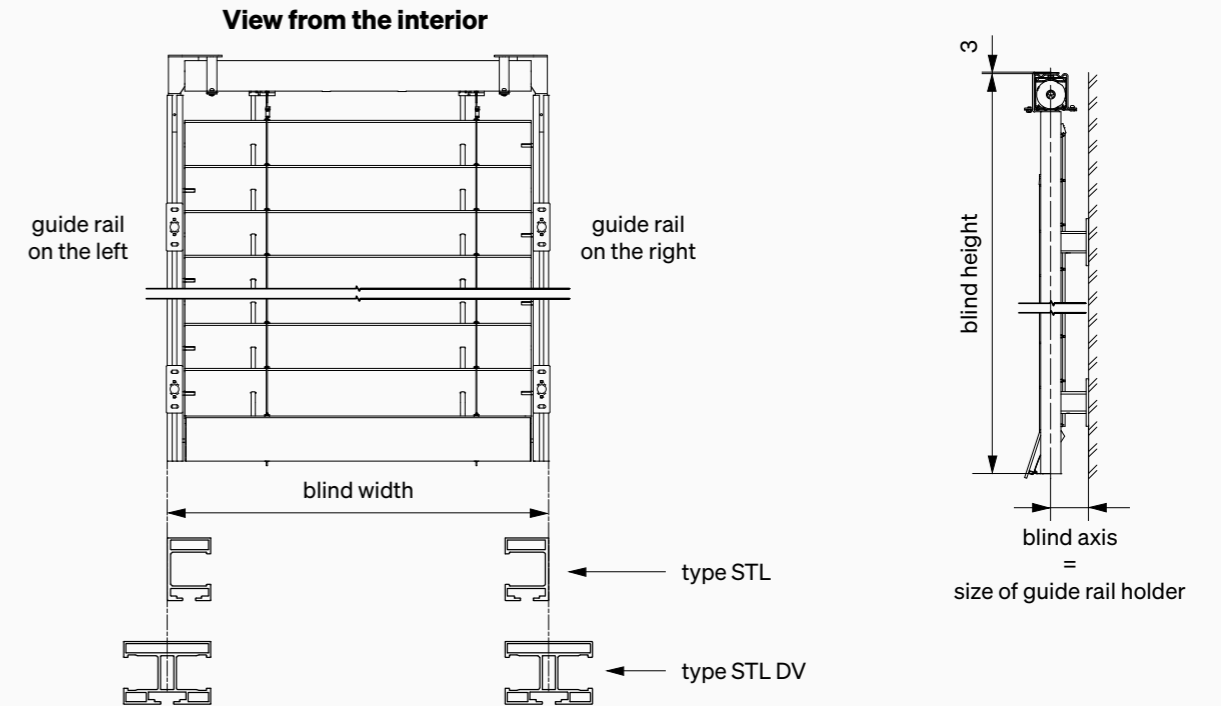 View from the interior
3
guide rail
on the left
guide rail
on the right
blind height
blind width
blind axis
=
size of guide rail holder
type STL
type STL DV